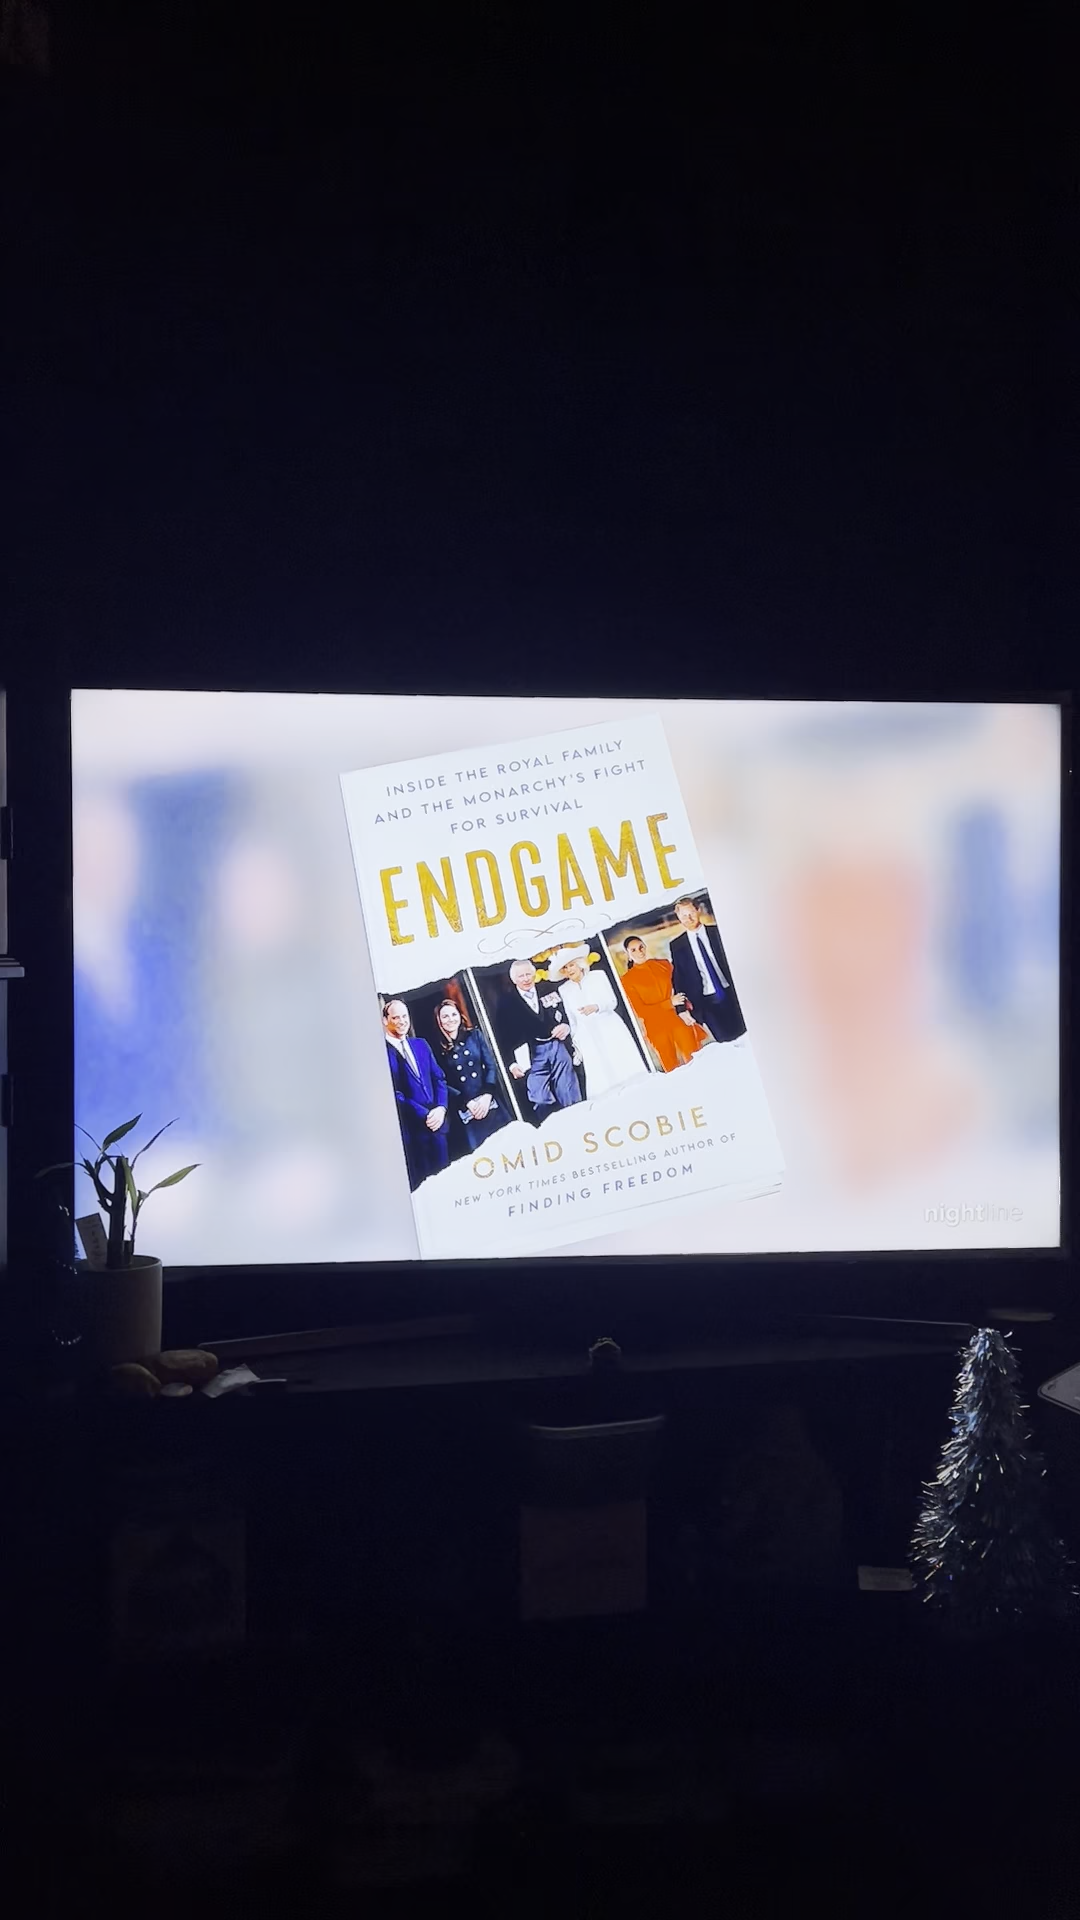 INSIDE THE ROYAL FAMILY
AND THE MONARCHY'S FIGHT
FOR SURVIVAL
ENDGAME
OMID SCOBIE
NEW YORK TIMES BESTSELLING AUTHOR OF
FINDING FREEDOM
nightline